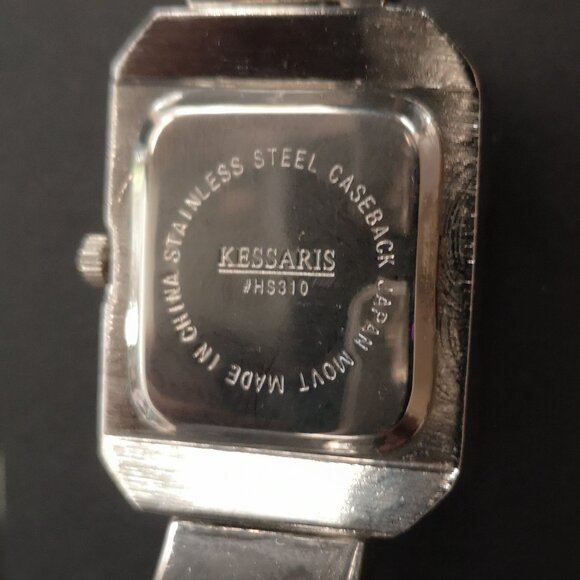 STAINLESS STEEL CASEBACK JAPAN MOVT MADE IN CHINA
KESSARIS
#HS310